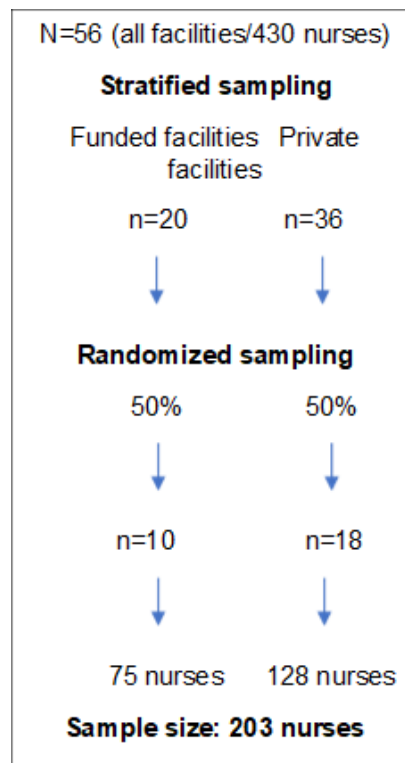 N=56 (all facilities/430 nurses)
Stratified sampling
Funded facilities Private
facilities
n=20 n=36
Randomized sampling
50% 50%
n=10 n=18
75 nurses 128 nurses
Sample size: 203 nurses